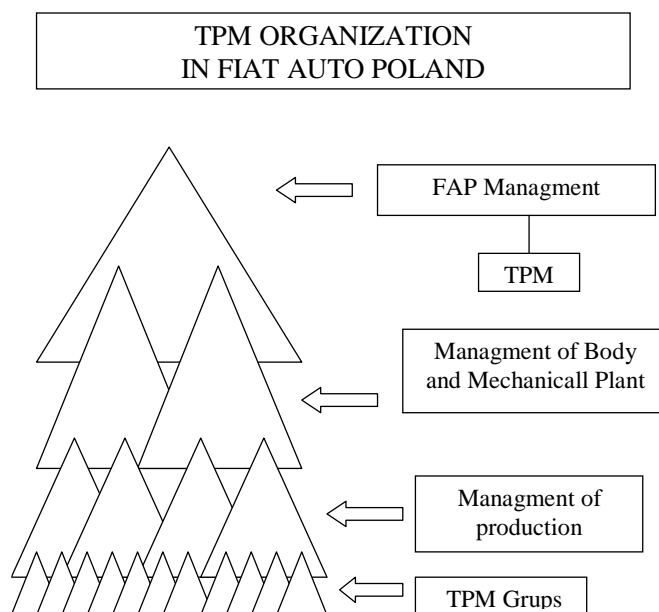 TPM ORGANIZATION
IN FIAT AUTO POLAND
FAP Managment
TPM
Managment of Body
and Mechanicall Plant
Managment of
production
TPM Grups